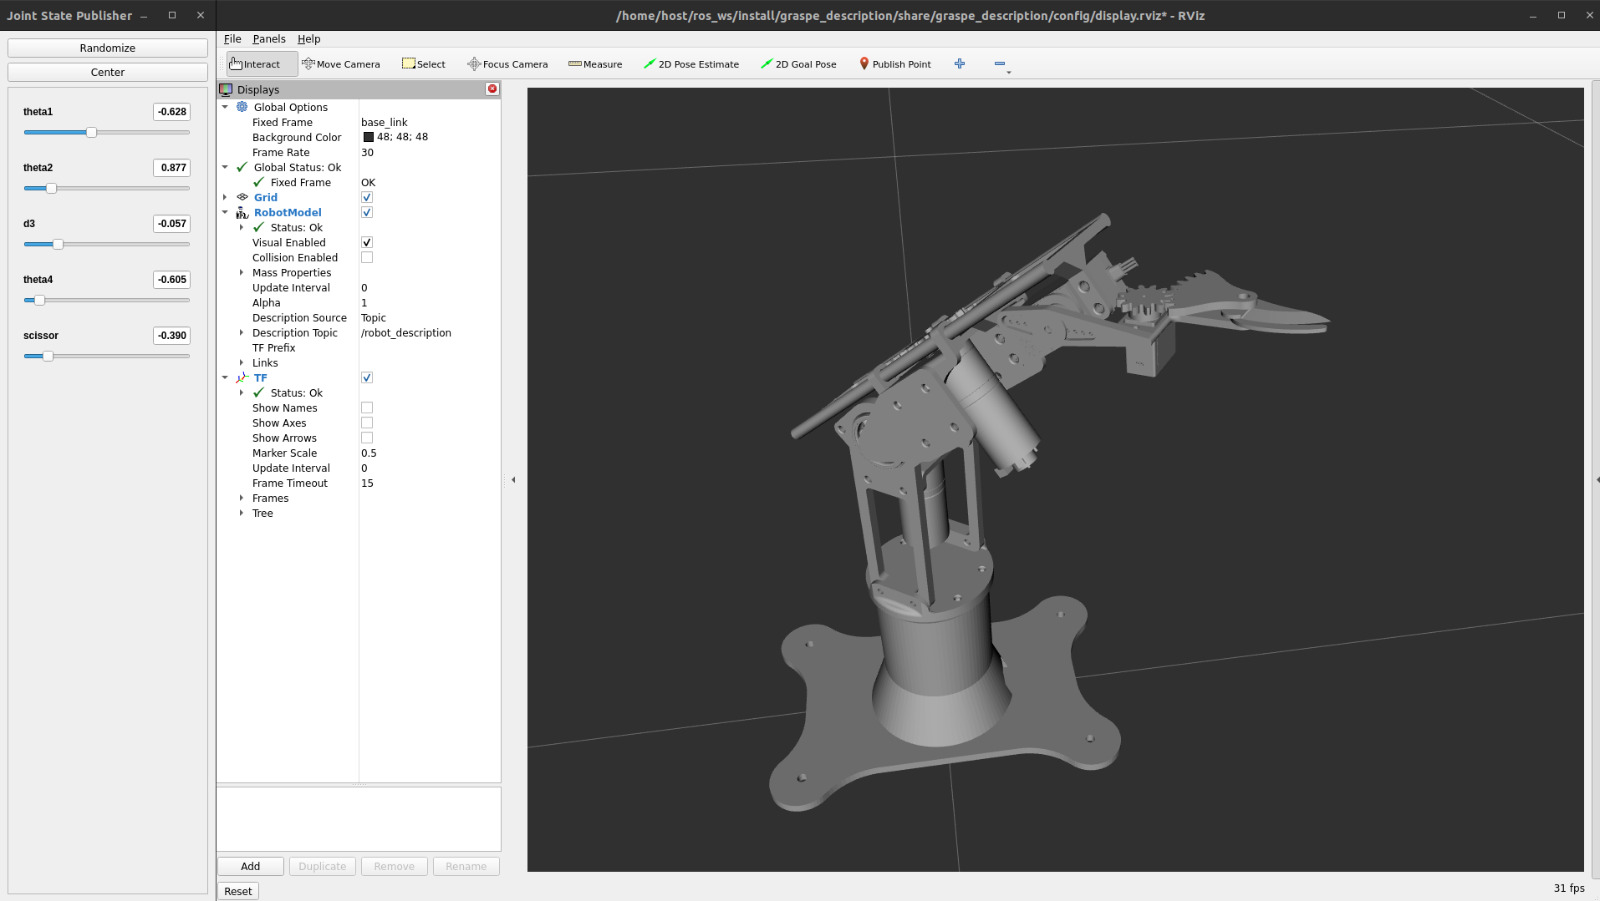 Joint State Publisher
/home/host/ros_ws/install/graspe_description/share/graspe_description/config/display.rviz* - RViz
Randomize
Center
theta1 -0.628
theta2 0.877
d3 -0.057
theta4 -0.605
scissor -0.390
File Panels Help
Interact Move Camera Select Focus Camera Measure 2D Pose Estimate 2D Goal Pose Publish Point
Displays
Global Options
Fixed Frame base_link
Background Color 48; 48; 48
Frame Rate 30
Global Status: Ok
Fixed Frame OK
Grid
RobotModel
Status: Ok
Visual Enabled
Collision Enabled
Mass Properties
Update Interval 0
Alpha 1
Description Source Topic
Description Topic /robot_description
TF Prefix
Links
TF
Status: Ok
Show Names
Show Axes
Show Arrows
Marker Scale 0.5
Update Interval 0
Frame Timeout 15
Frames
Tree
Add Duplicate Remove Rename
Reset
31 fps